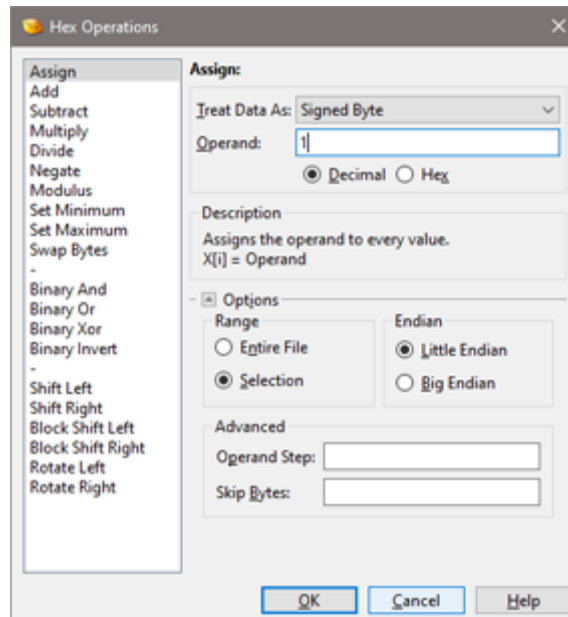 Hex Operations
Assign
Add
Subtract
Multiply
Divide
Negate
Modulus
Set Minimum
Set Maximum
Swap Bytes
-
Binary And
Binary Or
Binary Xor
Binary Invert
-
Shift Left
Shift Right
Block Shift Left
Block Shift Right
Rotate Left
Rotate Right
Assign:
Treat Data As: Signed Byte
Operand: 1
Decimal Hex
Description
Assigns the operand to every value.
X[i] = Operand
Options
Range
Entire File
Selection
Endian
Little Endian
Big Endian
Advanced
Operand Step:
Skip Bytes:
OK Cancel Help